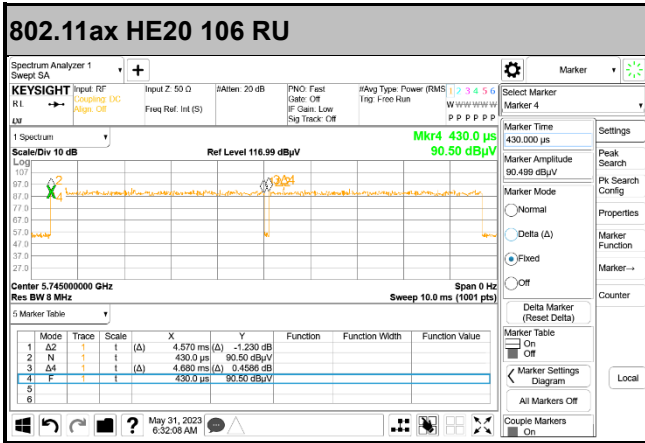 802.11ax HE20 106 RU
Spectrum Analyzer 1
Swept SA
+
Marker
KEYSIGHT
Input: RF
Input Z: 50 Ω
#Atten: 20 dB
PNO: Fast
#Avg Type: Power (RMS
1 2 3 4 5 6
Select Marker
RL
Coupling: DC
Gate: Off
Trig: Free Run
Marker 4
Align: Off
Freq Ref: Int (S)
IF Gain: Low
W W W W W W
LXI
Sig Track: Off
P P P P P P
1 Spectrum
Mkr4 430.0 µs
Marker Time
Settings
Scale/Div 10 dB
Ref Level 116.99 dBµV
90.50 dBµV
430.000 µs
Log
Peak
Search
107
Marker Amplitude
97.0
90.499 dBµV
Pk Search
Config
87.0
Marker Mode
77.0
Normal
Properties
67.0
57.0
Delta (Δ)
Marker
Function
47.0
37.0
Fixed
Marker→
27.0
Off
Center 5.745000000 GHz
Span 0 Hz
Counter
Res BW 8 MHz
Sweep 10.0 ms (1001 pts)
5 Marker Table
Delta Marker
(Reset Delta)
Mode Trace Scale X Y Function Function Width Function Value
Marker Table
1 Δ2 1 t (Δ) 4.570 ms (Δ) -1.230 dB
On
2 N 1 t 430.0 µs 90.50 dBµV
Off
3 Δ4 1 t (Δ) 4.680 ms (Δ) 0.4586 dB
4 F 1 t 430.0 µs 90.50 dBµV
Marker Settings
Diagram
Local
5
6
All Markers Off
?
May 31, 2023
6:32:08 AM
Couple Markers
On